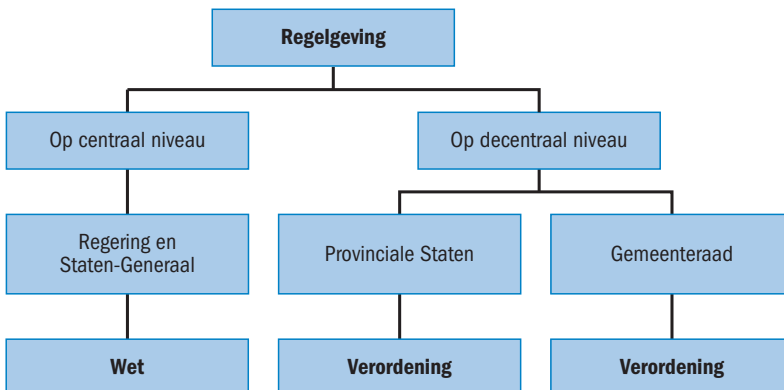 Regelgeving
Op centraal niveau
Op decentraal niveau
Regering en
Staten-Generaal
Provinciale Staten
Gemeenteraad
Wet
Verordening
Verordening